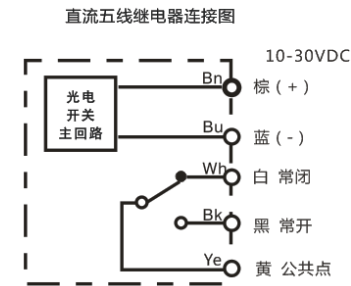 直流五线继电器连接图
10-30VDC
光电
开关
主回路
Bn 棕（+）
Bu 蓝（-）
Wh 白 常闭
Bk 黑 常开
Ye 黄 公共点